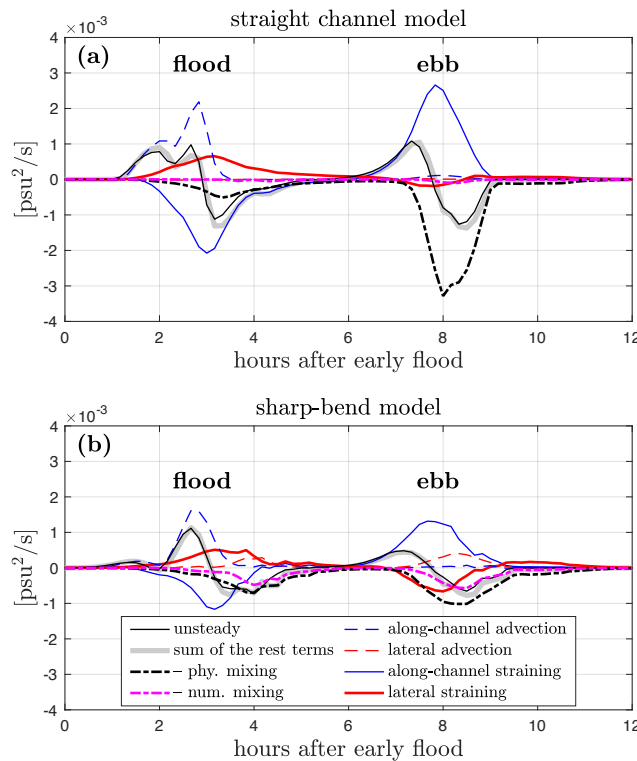 straight channel model
×10⁻³
4
(a)
flood
ebb
3
2
1
0
-1
-2
-3
-4
[psu²/s]
0 2 4 6 8 10 12
hours after early flood
sharp-bend model
×10⁻³
4
(b)
3
flood
ebb
2
1
0
-1
-2
-3
-4
[psu²/s]
unsteady
sum of the rest terms
− phy. mixing
− num. mixing
along-channel advection
lateral advection
along-channel straining
lateral straining
0 2 4 6 8 10 12
hours after early flood